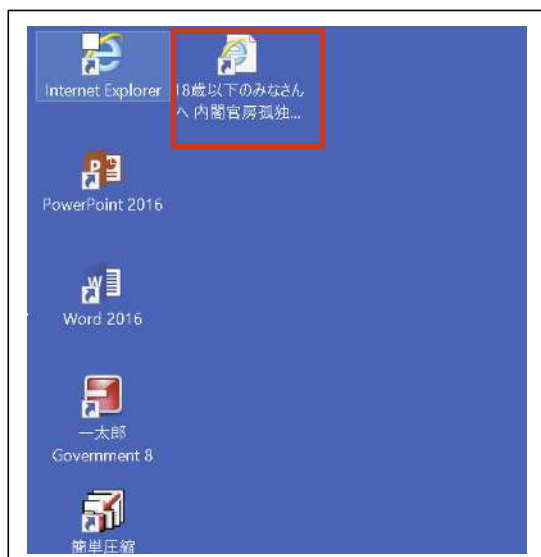 Internet Explorer
18歳以下のみなさん
へ 内閣官房孤独...
PowerPoint 2016
Word 2016
一太郎
Government 8
簡単圧縮